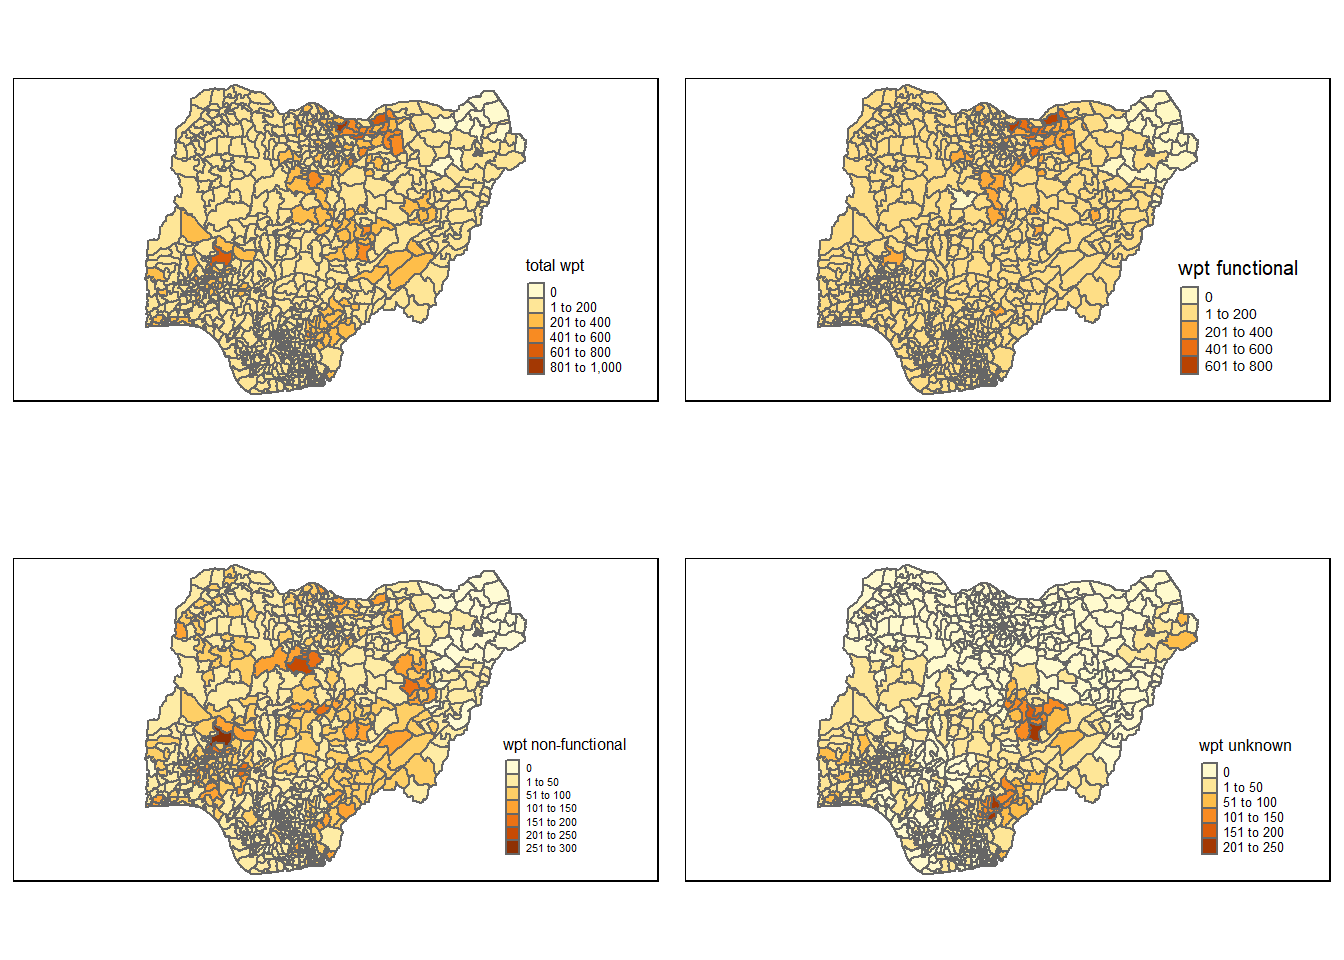 total wpt
0
1 to 200
201 to 400
401 to 600
601 to 800
801 to 1,000
wpt functional
0
1 to 200
201 to 400
401 to 600
601 to 800
wpt non-functional
0
1 to 50
51 to 100
101 to 150
151 to 200
201 to 250
251 to 300
wpt unknown
0
1 to 50
51 to 100
101 to 150
151 to 200
201 to 250